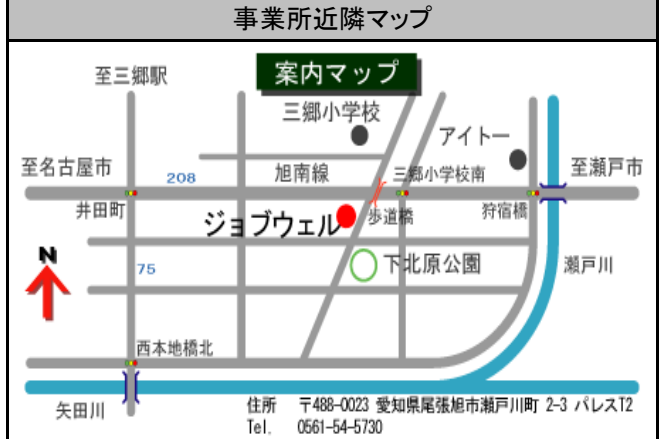 事業所近隣マップ
案内マップ
至三郷駅
三郷小学校
アイトー
至名古屋市
208
旭南線
三郷小学校南
至瀬戸市
井田町
ジョブウェル
歩道橋
狩宿橋
N
75
下北原公園
瀬戸川
西本地橋北
矢田川
住所 〒488-0023 愛知県尾張旭市瀬戸川町 2-3 パレスT2
Tel. 0561-54-5730